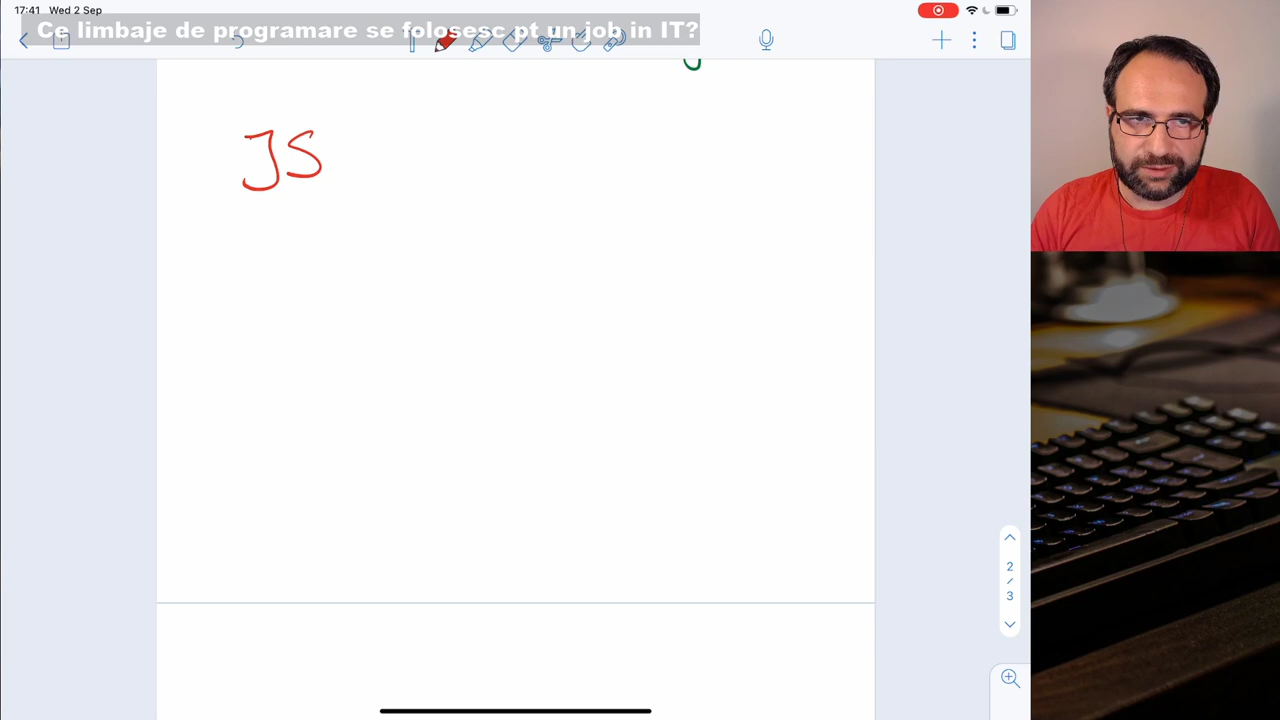 17:41 Wed 2 Sep
Ce limbaje de programare se folosesc pt un job in IT?
JS
2
/
3